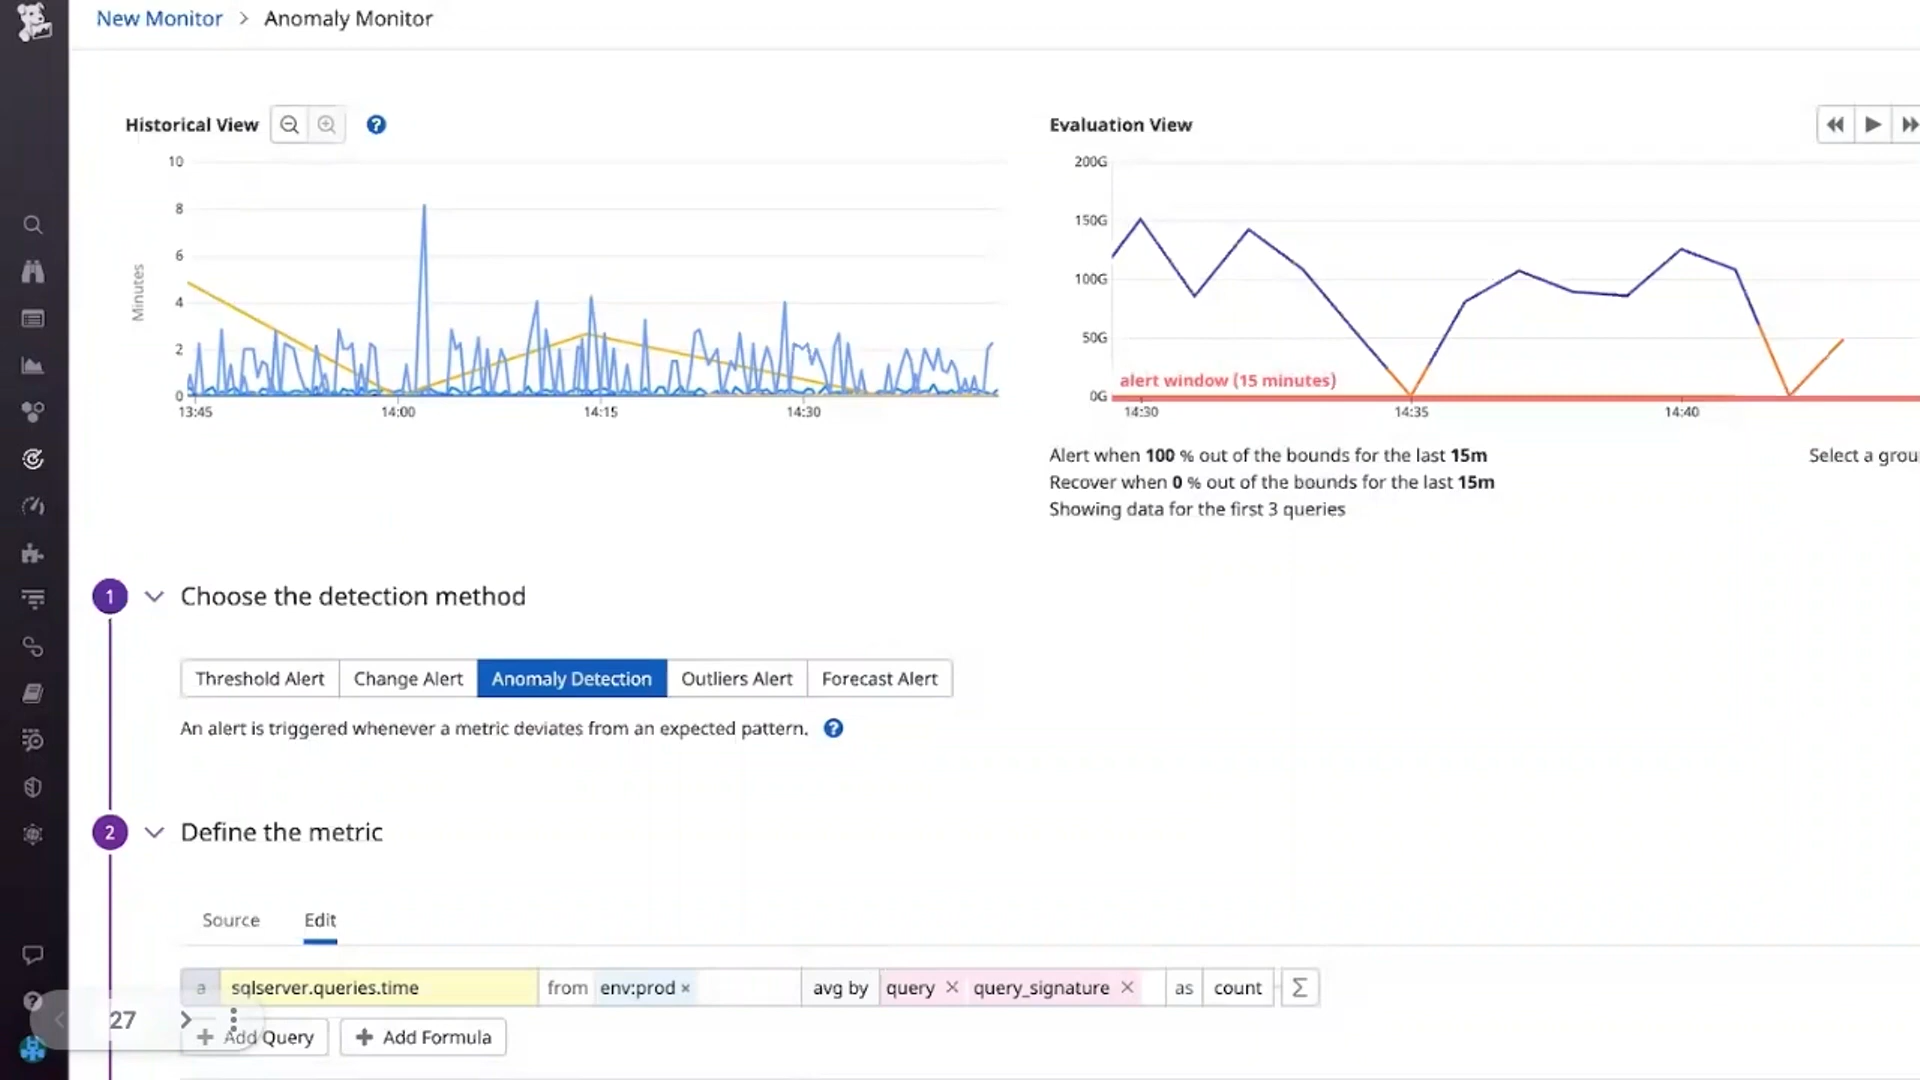 New Monitor > Anomaly Monitor
Historical View
Evaluation View
Minutes
10
8
6
4
2
0
13:45
14:00
14:15
14:30
200G
150G
100G
50G
0G
alert window (15 minutes)
14:30
14:35
14:40
Alert when 100 % out of the bounds for the last 15m
Select a grou
Recover when 0 % out of the bounds for the last 15m
Showing data for the first 3 queries
1 Choose the detection method
Threshold Alert Change Alert Anomaly Detection Outliers Alert Forecast Alert
An alert is triggered whenever a metric deviates from an expected pattern. ?
2 Define the metric
Source Edit
a sqlserver.queries.time from env:prod × avg by query × query_signature × as count Σ
< 27 >
+ Add Query + Add Formula